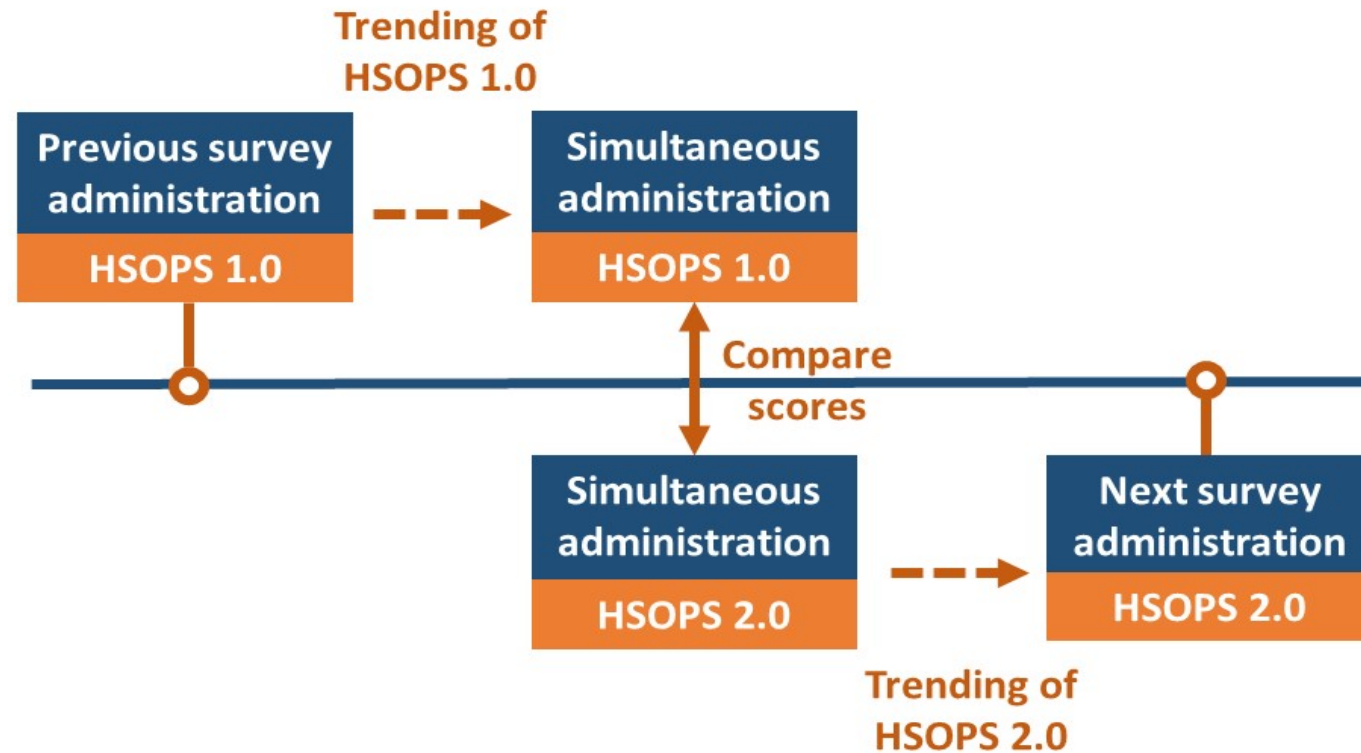 Trending of
HSOPS 1.0
Previous survey
administration
HSOPS 1.0
Simultaneous
administration
HSOPS 1.0
Compare
scores
Simultaneous
administration
HSOPS 2.0
Next survey
administration
HSOPS 2.0
Trending of
HSOPS 2.0